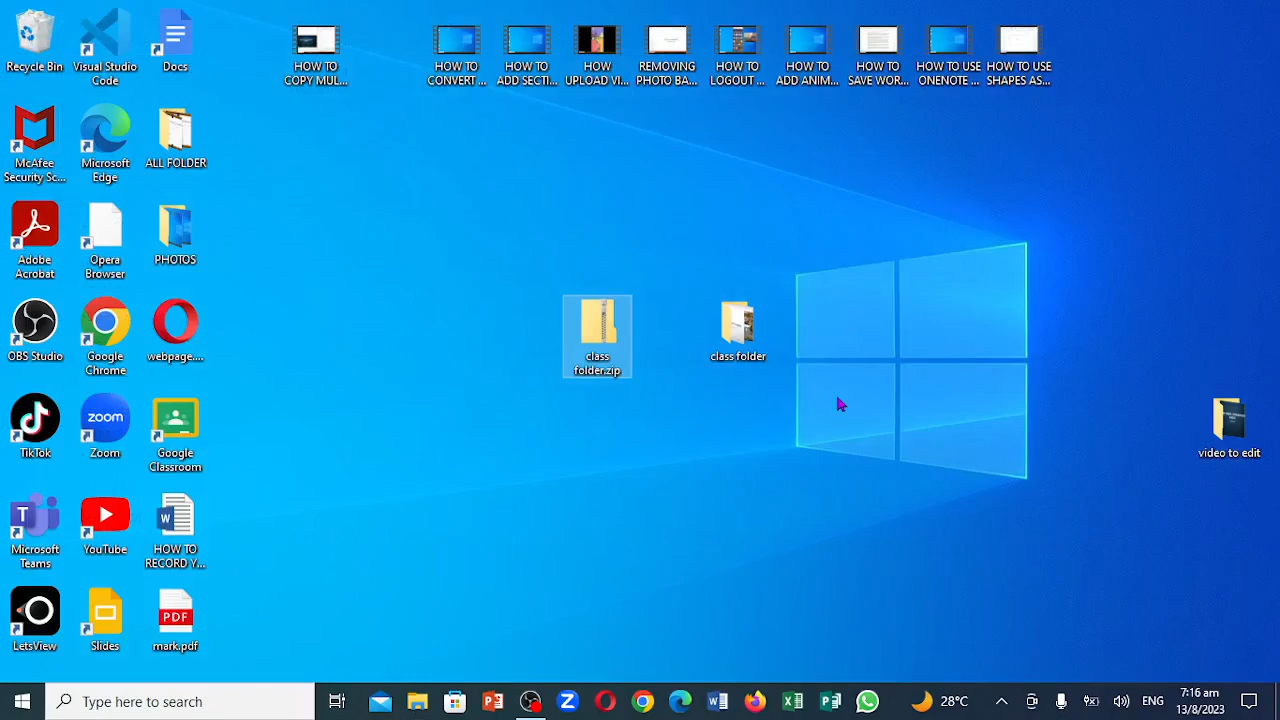 Recycle Bin
Visual Studio
Code
Docs
HOW TO
COPY MUL...
HOW TO
CONVERT ...
HOW TO
ADD SECTI...
HOW
UPLOAD VI...
REMOVING
PHOTO BA...
HOW TO
LOGOUT ...
HOW TO
ADD ANIM...
HOW TO
SAVE WOR...
HOW TO USE
ONENOTE ...
HOW TO USE
SHAPES AS...
McAfee
Security Sc...
Microsoft
Edge
ALL FOLDER
Adobe
Acrobat
Opera
Browser
PHOTOS
OBS Studio
Google
Chrome
webpage....
class
folder.zip
class folder
TikTok
zoom
Zoom
Google
Classroom
video to edit
Microsoft
Teams
YouTube
HOW TO
RECORD Y...
LetsView
Slides
PDF
mark.pdf
Type here to search
28°C
ENG
7:16 am
13/8/2023